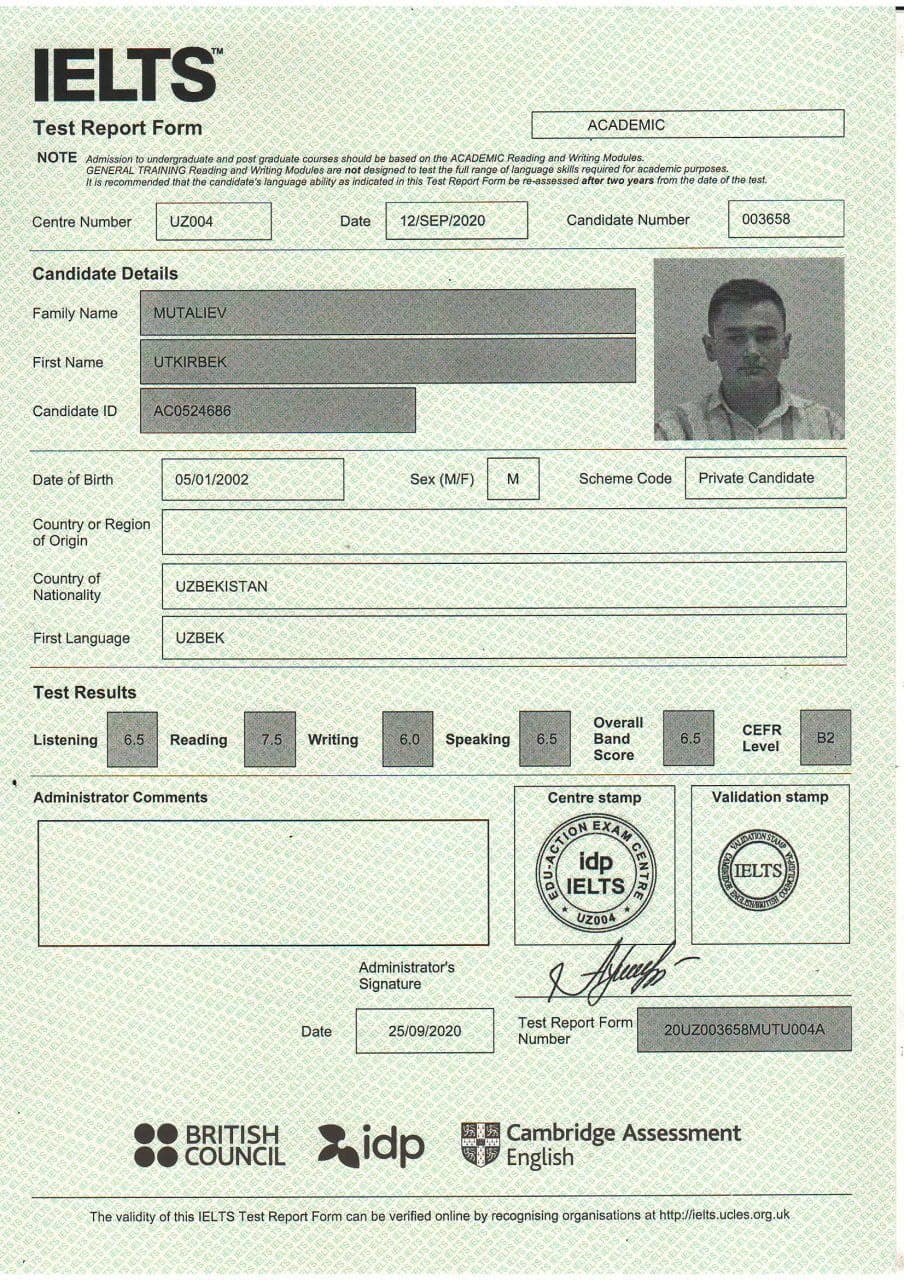 IELTS™
Test Report Form
ACADEMIC
NOTE Admission to undergraduate and post graduate courses should be based on the ACADEMIC Reading and Writing Modules.
GENERAL TRAINING Reading and Writing Modules are not designed to test the full range of language skills required for academic purposes.
It is recommended that the candidate's language ability as indicated in this Test Report Form be re-assessed after two years from the date of the test.
Centre Number UZ004 Date 12/SEP/2020 Candidate Number 003658
Candidate Details
Family Name MUTALIEV
First Name UTKIRBEK
Candidate ID AC0524686
Date of Birth 05/01/2002 Sex (M/F) M Scheme Code Private Candidate
Country or Region
of Origin
Country of
Nationality
UZBEKISTAN
First Language UZBEK
Test Results
Listening 6.5 Reading 7.5 Writing 6.0 Speaking 6.5
Overall
Band
Score
6.5
CEFR
Level
B2
Administrator Comments
Centre stamp
EDU-ACTION EXAM CENTRE
idp
IELTS
UZ004
Validation stamp
VALIDATION STAMP
IELTS
CAMBRIDGE ENGLISH/BRITISH COUNCIL/IDP:IA
Administrator's
Signature
Date 25/09/2020
Test Report Form
Number
20UZ003658MUTU004A
BRITISH
COUNCIL
idp
Cambridge Assessment
English
The validity of this IELTS Test Report Form can be verified online by recognising organisations at http://ielts.ucles.org.uk